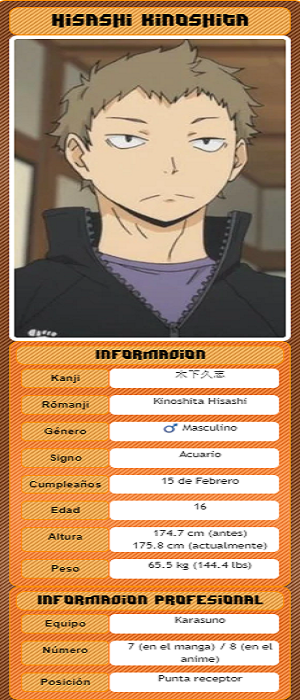 Hisashi Kinoshita
Informacion
Kanji
木下久志
Rōmanji
Kinoshita Hisashi
Género
Masculino
Signo
Acuario
Cumpleaños
15 de Febrero
Edad
16
Altura
174.7 cm (antes)
175.8 cm (actualmente)
Peso
65.5 kg (144.4 lbs)
Informacion Profesional
Equipo
Karasuno
Número
7 (en el manga) / 8 (en el
anime)
Posición
Punta receptor